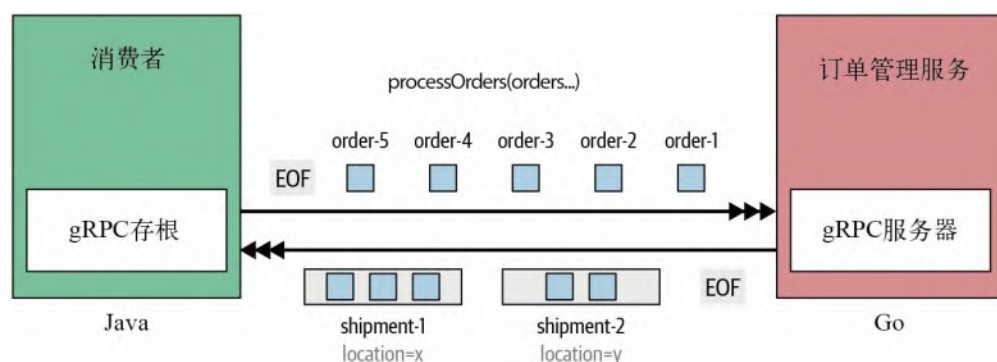 消费者
订单管理服务
processOrders(orders...)
order-5 order-4 order-3 order-2 order-1
EOF
gRPC存根
gRPC服务器
EOF
shipment-1 shipment-2
location=x location=y
Java
Go